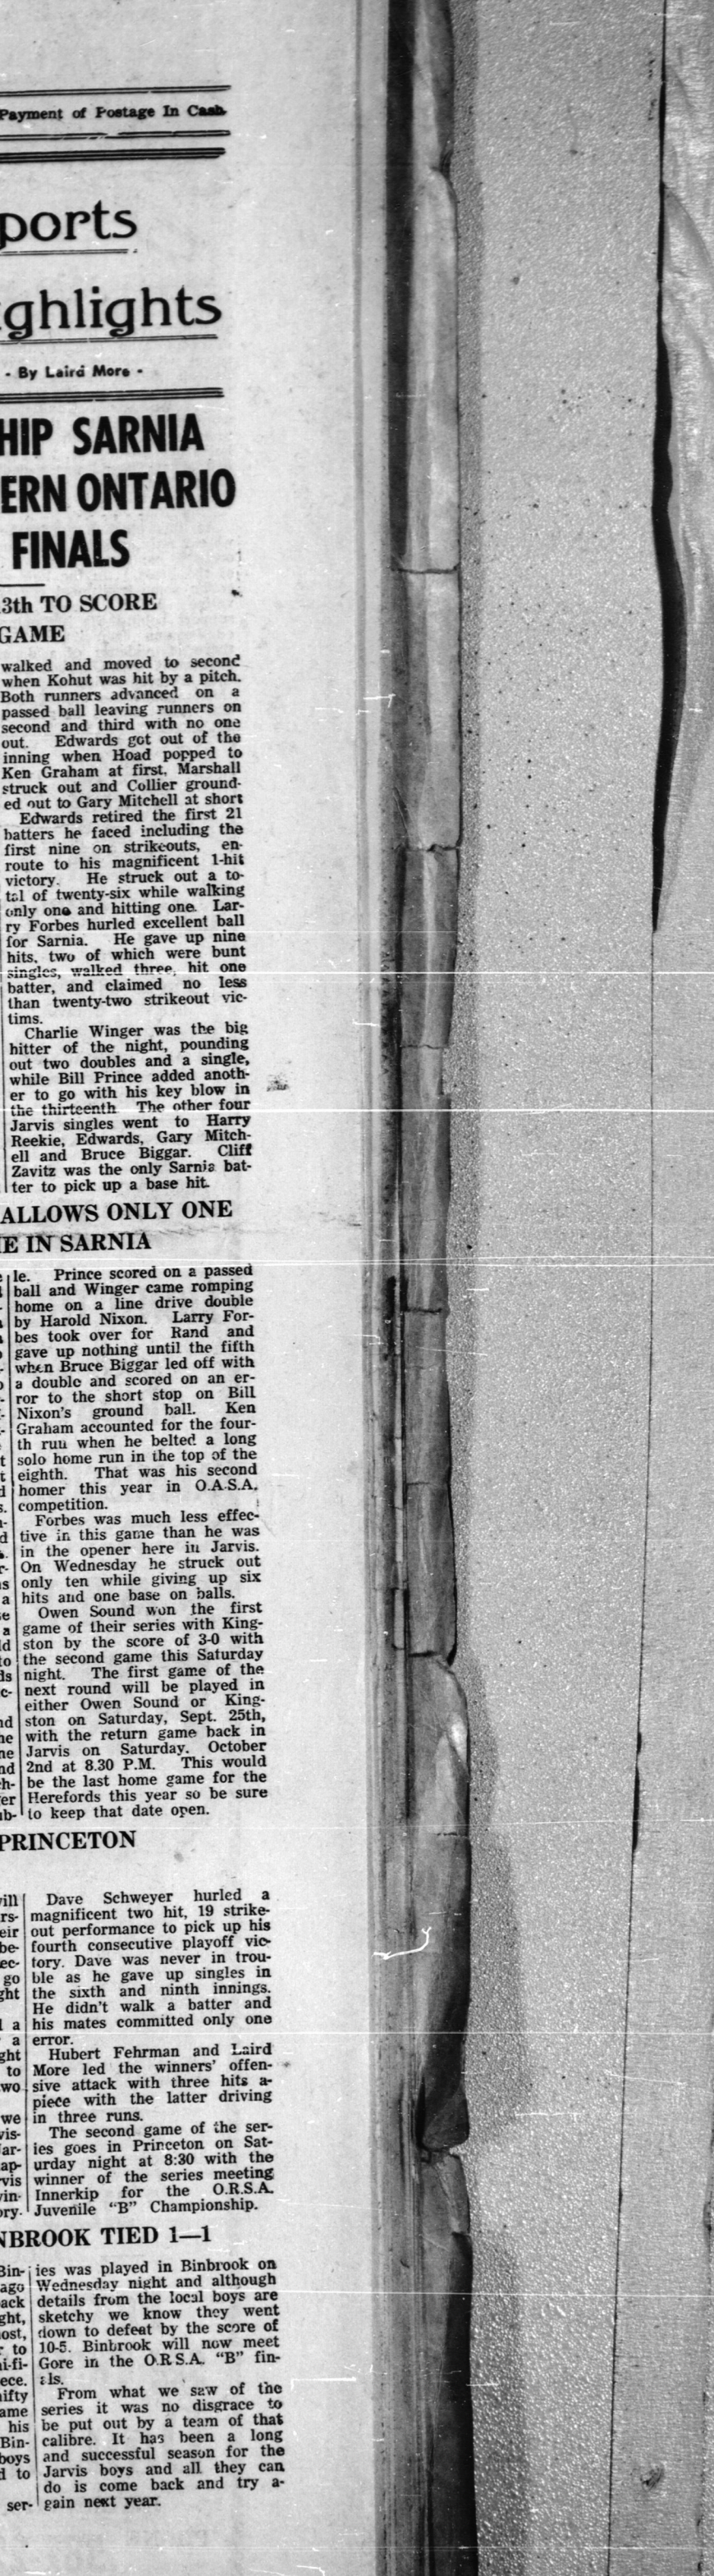 Payment of Postage In Cash
ports
ghlights
- By Laird More -
HIP SARNIA
ERN ONTARIO
FINALS
3th TO SCORE
GAME
walked and moved to second
when Kohut was hit by a pitch.
Both runners advanced on a
passed ball leaving runners on
second and third with no one
out. Edwards got out of the
inning when Hoad popped to
Ken Graham at first, Marshall
struck out and Collier ground-
ed out to Gary Mitchell at short
Edwards retired the first 21
batters he faced including the
first nine on strikeouts, en-
route to his magnificent 1-hit
victory. He struck out a to-
tal of twenty-six while walking
only one and hitting one. Lar-
ry Forbes hurled excellent ball
for Sarnia. He gave up nine
hits, two of which were bunt
singles, walked three, hit one
batter, and claimed no less
than twenty-two strikeout vic-
tims.
Charlie Winger was the big
hitter of the night, pounding
out two doubles and a single,
while Bill Prince added anoth-
er to go with his key blow in
the thirteenth The other four
Jarvis singles went to Harry
Reekie, Edwards, Gary Mitch-
ell and Bruce Biggar. Cliff
Zavitz was the only Sarnia bat-
ter to pick up a base hit.
ALLOWS ONLY ONE
E IN SARNIA
le. Prince scored on a passed
ball and Winger came romping
home on a line drive double
by Harold Nixon. Larry For-
bes took over for Rand and
gave up nothing until the fifth
when Bruce Biggar led off with
a double and scored on an er-
ror to the short stop on Bill
Nixon's ground ball. Ken
Graham accounted for the four-
th run when he belted a long
solo home run in the top of the
eighth. That was his second
homer this year in O.A.S.A.
competition.
Forbes was much less effec-
tive in this game than he was
in the opener here in Jarvis.
On Wednesday he struck out
only ten while giving up six
hits and one base on balls.
Owen Sound won the first
game of their series with King-
ston by the score of 3-0 with
the second game this Saturday
night. The first game of the
next round will be played in
either Owen Sound or King-
ston on Saturday, Sept. 25th,
with the return game back in
Jarvis on Saturday. October
2nd at 8.30 P.M. This would
be the last home game for the
Herefords this year so be sure
to keep that date open.
PRINCETON
Dave Schweyer hurled a
magnificent two hit, 19 strike-
out performance to pick up his
fourth consecutive playoff vic-
tory. Dave was never in trou-
ble as he gave up singles in
the sixth and ninth innings.
He didn't walk a batter and
his mates committed only one
error.
Hubert Fehrman and Laird
More led the winners' offen-
sive attack with three hits a-
piece with the latter driving
in three runs.
The second game of the ser-
ies goes in Princeton on Sat-
urday night at 8:30 with the
winner of the series meeting
Innerkip for the O.R.S.A.
Juvenile "B" Championship.
NBROOK TIED 1—1
ies was played in Binbrook on
Wednesday night and although
details from the local boys are
sketchy we know they went
down to defeat by the score of
10-5. Binbrook will now meet
Gore in the O.R.S.A. "B" fin-
als.
From what we saw of the
series it was no disgrace to
be put out by a team of that
calibre. It has been a long
and successful season for the
Jarvis boys and all they can
do is come back and try a-
gain next year.